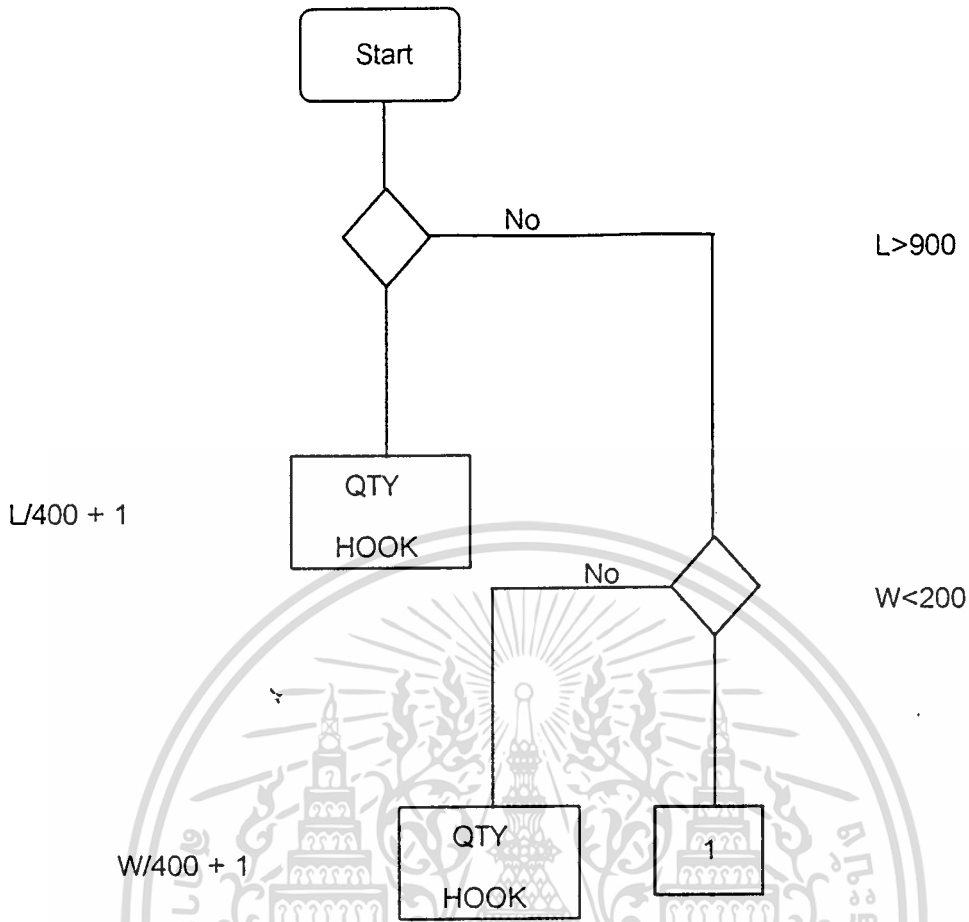 Start
No
L>900
QTY
L/400 + 1
HOOK
No
W<200
QTY
1
W/400 + 1
HOOK